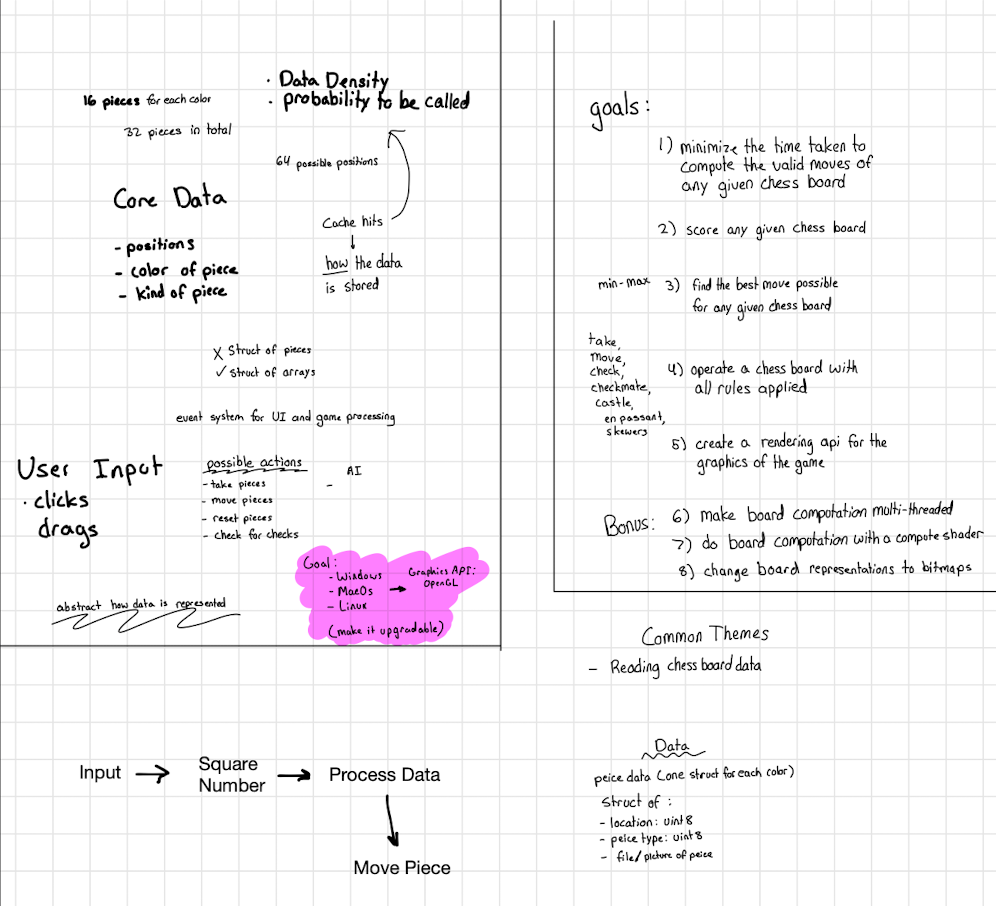 16 pieces for each color
32 pieces in total
· Data Density
· probability to be called
64 possible positions
Core Data
- positions
- color of piece
- kind of piece
Cache hits
how the data
is stored
X Struct of pieces
✓ Struct of arrays
event system for UI and game processing
User Input
· clicks
drags
possible actions
- take pieces
- move pieces
- reset pieces
- check for checks
AI
-
Goal:
- Windows
- MacOs
- Linux
(make it upgradable)
Graphics API:
OpenGL
abstract how data is represented
goals:
1) minimize the time taken to
compute the valid moves of
any given chess board
2) score any given chess board
min-max 3) find the best move possible
for any given chess board
take,
move,
check,
checkmate,
castle,
en passant,
skewers
4) operate a chess board with
all rules applied
5) create a rendering api for the
graphics of the game
Bonus: 6) make board computation multi-threaded
7) do board computation with a compute shader
8) change board representations to bitmaps
Common Themes
- Reading chess board data
Input
Square
Number
Process Data
Move Piece
Data
peice data (one struct for each color)
struct of :
- location: uint8
- peice type: uint8
- file/picture of peice